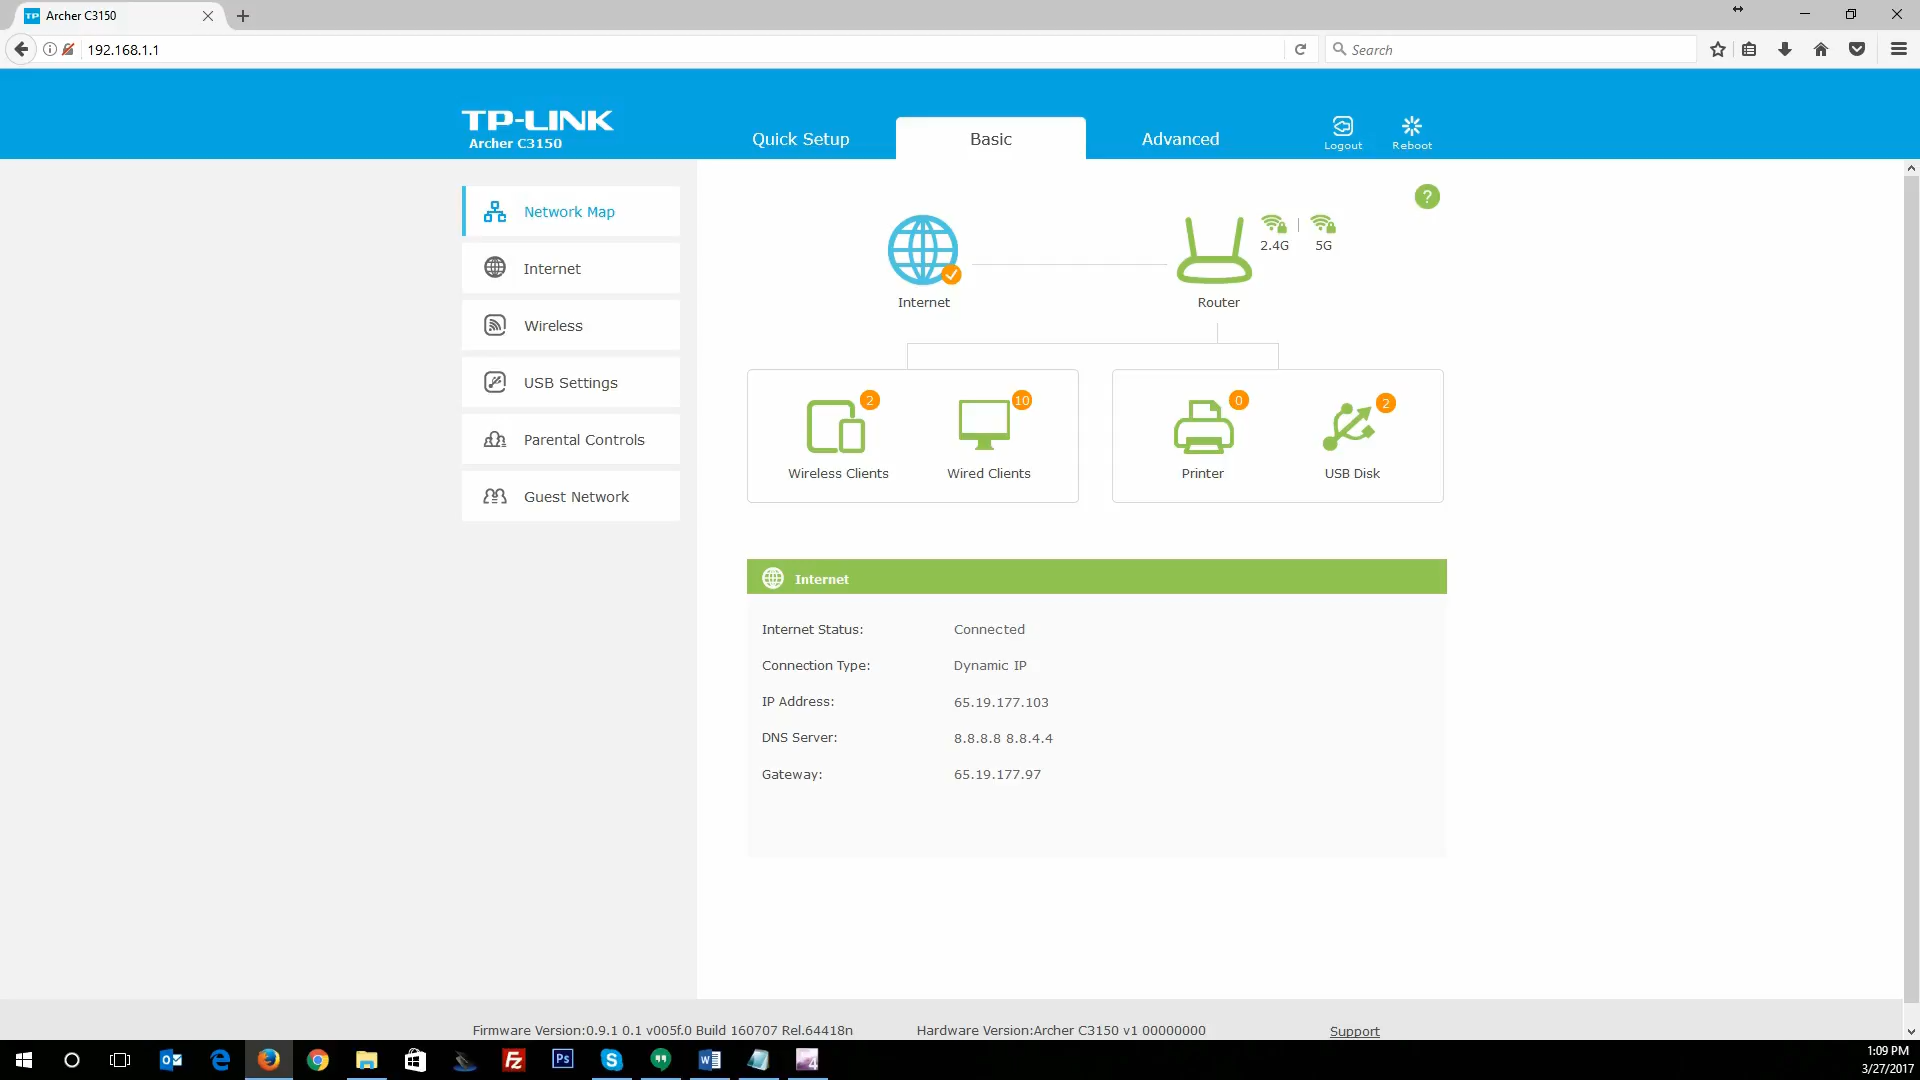 TP Archer C3150
192.168.1.1
Search
TP-LINK
Archer C3150
Quick Setup
Basic
Advanced
Logout
Reboot
Network Map
Internet
Wireless
USB Settings
Parental Controls
Guest Network
?
2.4G
5G
Internet
Router
2
10
0
2
Wireless Clients
Wired Clients
Printer
USB Disk
Internet
Internet Status: Connected
Connection Type: Dynamic IP
IP Address: 65.19.177.103
DNS Server: 8.8.8.8 8.8.4.4
Gateway: 65.19.177.97
Firmware Version:0.9.1 0.1 v005f.0 Build 160707 Rel.64418n
Hardware Version:Archer C3150 v1 00000000
Support
Ps
4
1:09 PM
3/27/2017